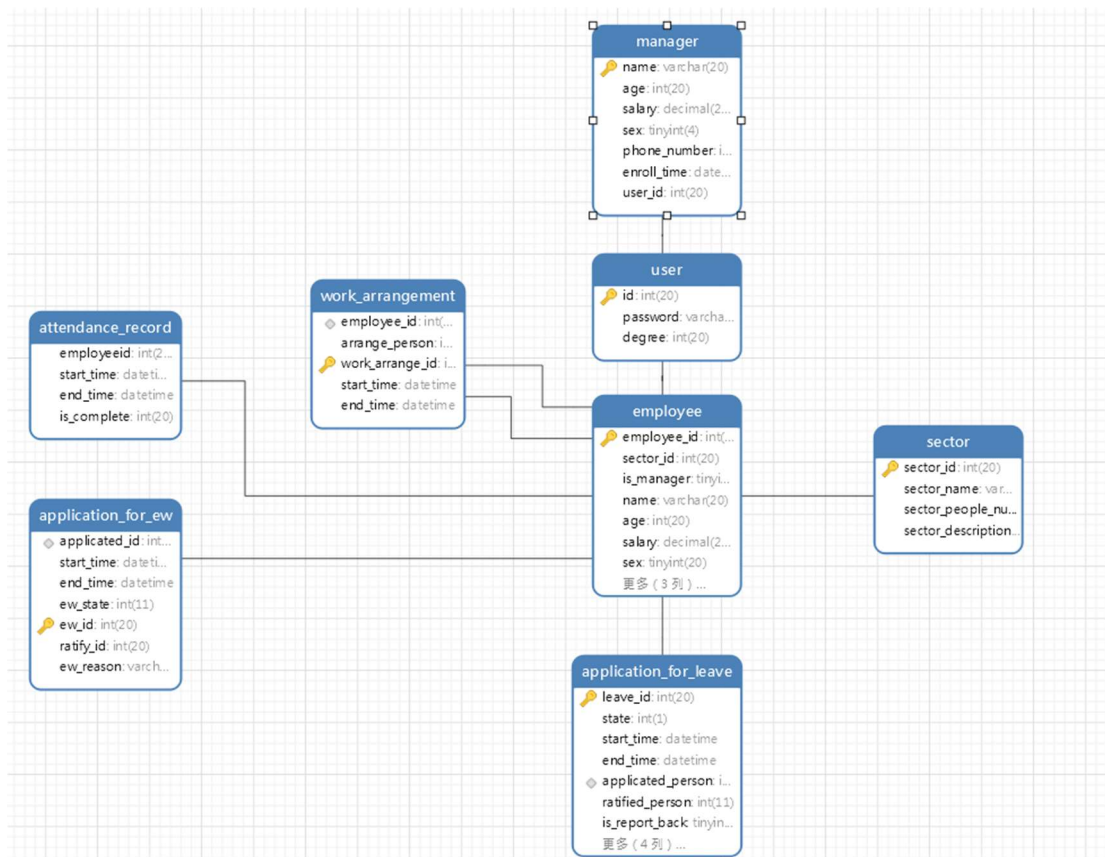 manager
name: varchar(20)
age: int(20)
salary: decimal(2...
sex: tinyint(4)
phone_number: i...
enroll_time: date...
user_id: int(20)
user
id: int(20)
password: varcha...
degree: int(20)
work_arrangement
employee_id: int(...
arrange_person: i...
work_arrange_id: i...
start_time: datetime
end_time: datetime
attendance_record
employeeid: int(2...
start_time: dateti...
end_time: datetime
is_complete: int(20)
employee
employee_id: int(...
sector_id: int(20)
is_manager: tinyi...
name: varchar(20)
age: int(20)
salary: decimal(2...
sex: tinyint(20)
更多（3 列）...
sector
sector_id: int(20)
sector_name: var...
sector_people_nu...
sector_description...
application_for_ew
applicated_id: int...
start_time: dateti...
end_time: datetime
ew_state: int(11)
ew_id: int(20)
ratify_id: int(20)
ew_reason: varch...
application_for_leave
leave_id: int(20)
state: int(1)
start_time: datetime
end_time: datetime
applicated_person: i...
ratified_person: int(11)
is_report_back: tinyin...
更多（4 列）...